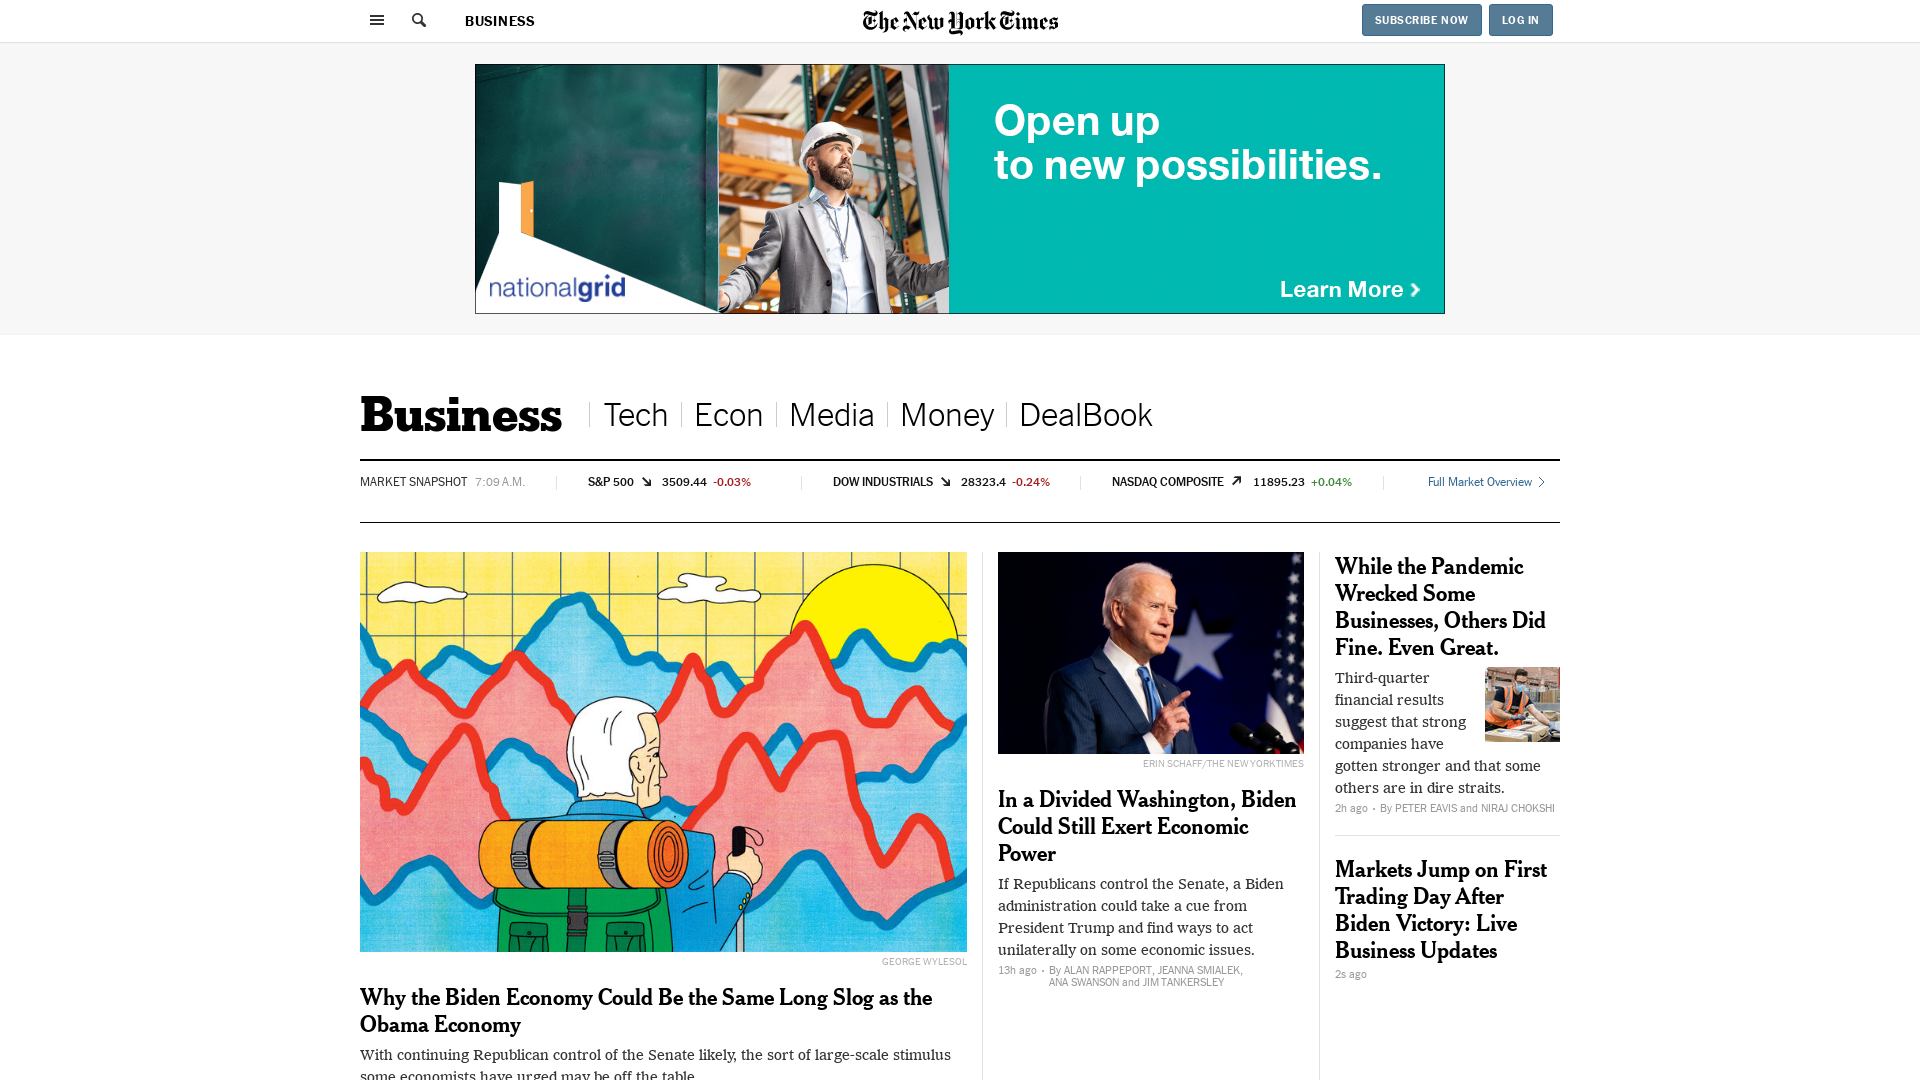 BUSINESS
The New York Times
SUBSCRIBE NOW
LOG IN
Open up
to new possibilities.
nationalgrid
Learn More
Business
Tech
Econ
Media
Money
DealBook
MARKET SNAPSHOT 7:09 A.M.
S&P 500 3509.44 -0.03%
DOW INDUSTRIALS 28323.4 -0.24%
NASDAQ COMPOSITE 11895.23 +0.04%
Full Market Overview
GEORGE WYLESOL
Why the Biden Economy Could Be the Same Long Slog as the
Obama Economy
With continuing Republican control of the Senate likely, the sort of large-scale stimulus
some economists have urged may be off the table.
ERIN SCHAFF/THE NEW YORKTIMES
In a Divided Washington, Biden
Could Still Exert Economic
Power
If Republicans control the Senate, a Biden
administration could take a cue from
President Trump and find ways to act
unilaterally on some economic issues.
13h ago · By ALAN RAPPEPORT, JEANNA SMIALEK,
ANA SWANSON and JIM TANKERSLEY
While the Pandemic
Wrecked Some
Businesses, Others Did
Fine. Even Great.
Third-quarter
financial results
suggest that strong
companies have
gotten stronger and that some
others are in dire straits.
2h ago · By PETER EAVIS and NIRAJ CHOKSHI
Markets Jump on First
Trading Day After
Biden Victory: Live
Business Updates
2s ago